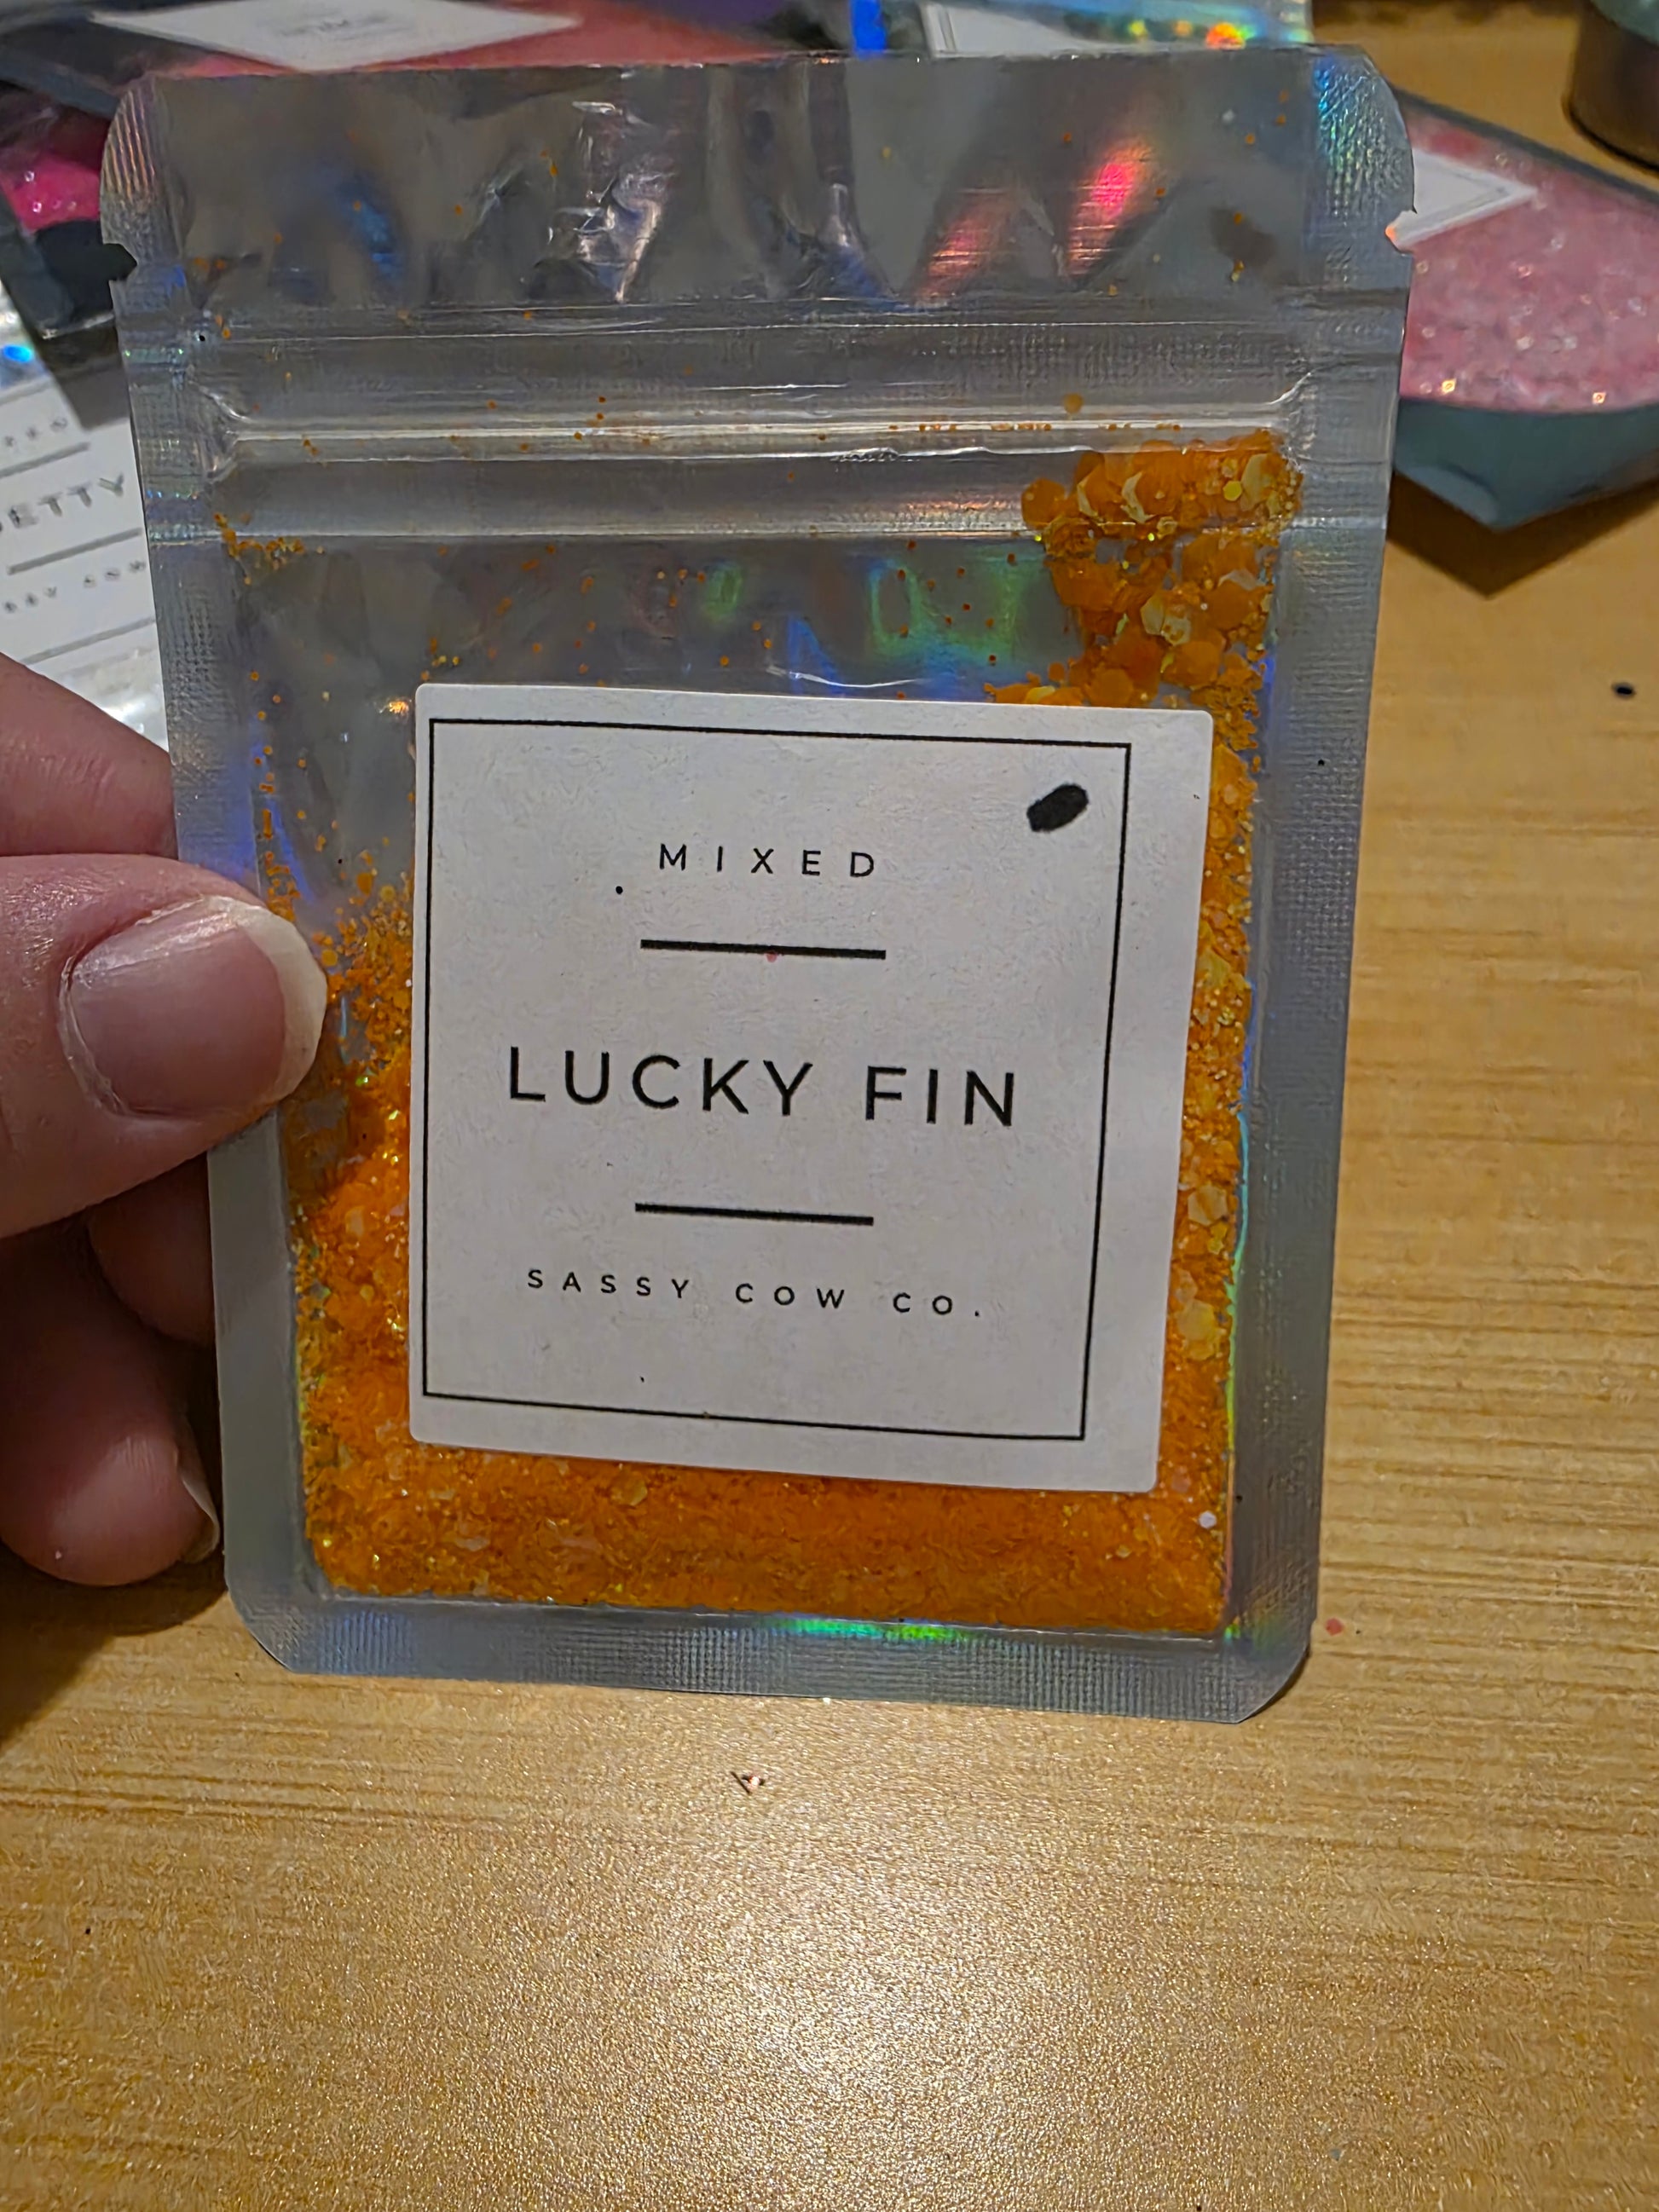 MIXED
LUCKY FIN
SASSY COW CO.